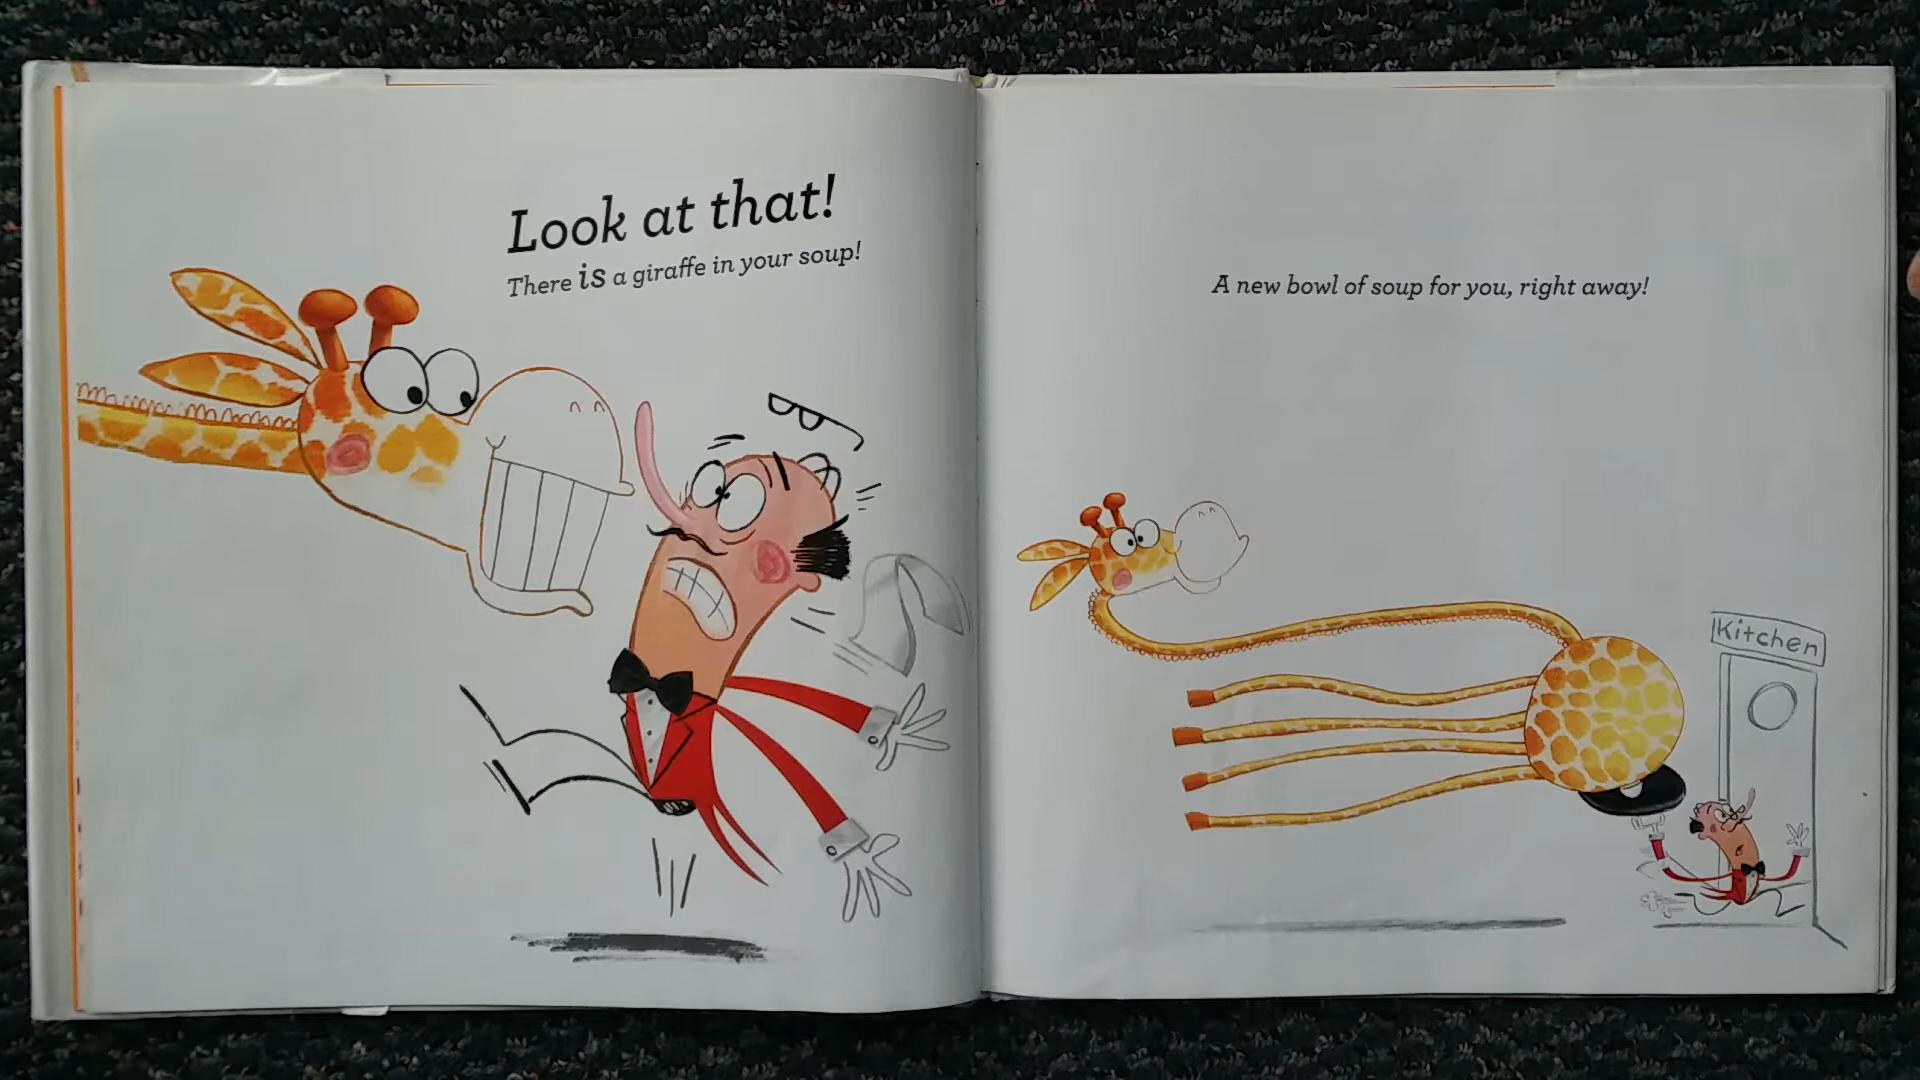 Look at that!
There is a giraffe in your soup!
A new bowl of soup for you, right away!
Kitchen